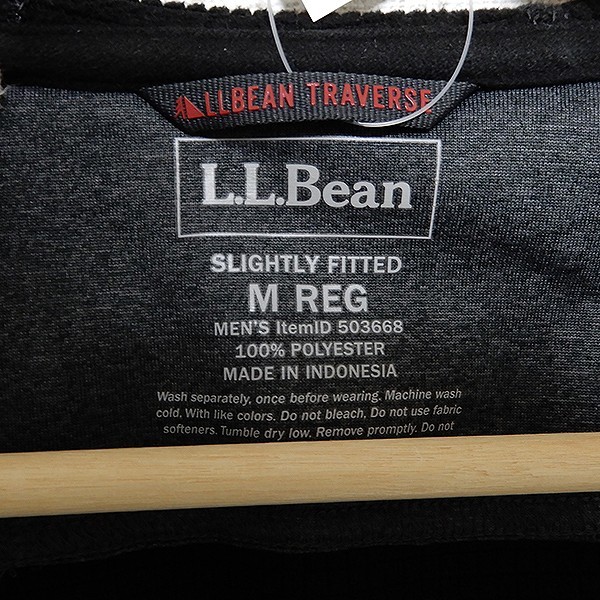 LLBEAN TRAVERSE
L.L.Bean
SLIGHTLY FITTED
M REG
MEN'S ItemID 503668
100% POLYESTER
MADE IN INDONESIA
Wash separately, once before wearing. Machine wash
cold. With like colors. Do not bleach, Do not use fabric
softeners. Tumble dry low. Remove promptly. Do not